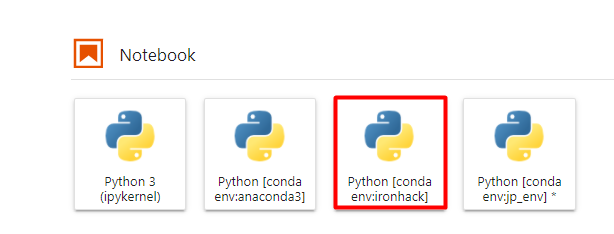 Notebook
Python 3
(ipykernel)
Python [conda
env:anaconda3]
Python [conda
env:ironhack]
Python [conda
env:jp_env] *